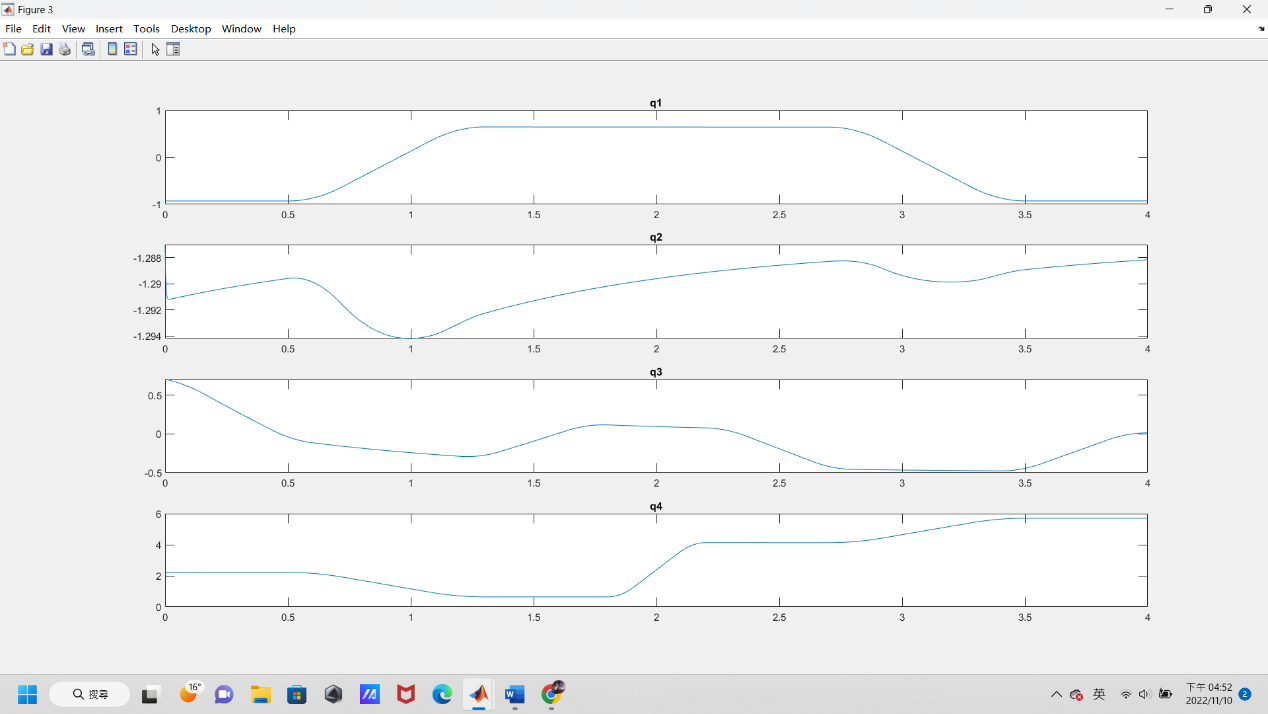 Figure 3
File Edit View Insert Tools Desktop Window Help
q1
1
0
-1
0 0.5 1 1.5 2 2.5 3 3.5 4
q2
-1.288
-1.29
-1.292
-1.294
0 0.5 1 1.5 2 2.5 3 3.5 4
q3
0.5
0
-0.5
0 0.5 1 1.5 2 2.5 3 3.5 4
q4
6
4
2
0
0 0.5 1 1.5 2 2.5 3 3.5 4
搜尋
16°
英
下午 04:52
2022/11/10
2